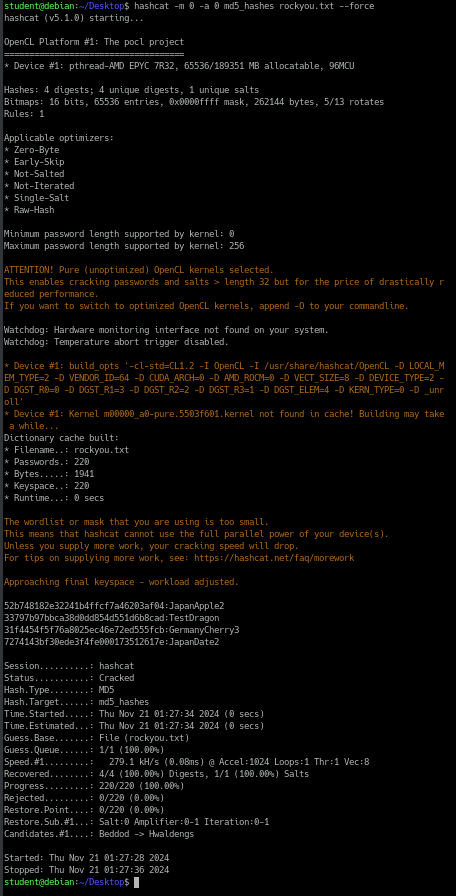 student@debian:~/Desktop$ hashcat -m 0 -a 0 md5_hashes rockyou.txt --force
hashcat (v5.1.0) starting...
OpenCL Platform #1: The pocl project
====================================
* Device #1: pthread-AMD EPYC 7R32, 65536/189351 MB allocatable, 96MCU
Hashes: 4 digests; 4 unique digests, 1 unique salts
Bitmaps: 16 bits, 65536 entries, 0x0000ffff mask, 262144 bytes, 5/13 rotates
Rules: 1
Applicable optimizers:
* Zero-Byte
* Early-Skip
* Not-Salted
* Not-Iterated
* Single-Salt
* Raw-Hash
Minimum password length supported by kernel: 0
Maximum password length supported by kernel: 256
ATTENTION! Pure (unoptimized) OpenCL kernels selected.
This enables cracking passwords and salts > length 32 but for the price of drastically r
educed performance.
If you want to switch to optimized OpenCL kernels, append -O to your commandline.
Watchdog: Hardware monitoring interface not found on your system.
Watchdog: Temperature abort trigger disabled.
* Device #1: build_opts '-cl-std=CL1.2 -I OpenCL -I /usr/share/hashcat/OpenCL -D LOCAL_M
EM_TYPE=2 -D VENDOR_ID=64 -D CUDA_ARCH=0 -D AMD_ROCM=0 -D VECT_SIZE=8 -D DEVICE_TYPE=2 -
D DGST_R0=0 -D DGST_R1=3 -D DGST_R2=2 -D DGST_R3=1 -D DGST_ELEM=4 -D KERN_TYPE=0 -D _unr
oll'
* Device #1: Kernel m00000_a0-pure.5503f601.kernel not found in cache! Building may take
 a while...
Dictionary cache built:
* Filename..: rockyou.txt
* Passwords.: 220
* Bytes.....: 1941
* Keyspace..: 220
* Runtime...: 0 secs
The wordlist or mask that you are using is too small.
This means that hashcat cannot use the full parallel power of your device(s).
Unless you supply more work, your cracking speed will drop.
For tips on supplying more work, see: https://hashcat.net/faq/morework
Approaching final keyspace - workload adjusted.
52b748182e32241b4ffcf7a46203af04:JapanApple2
33797b97bbca38d0dd854d551d6b8cad:TestDragon
31f4454f5f76a8025ec46e72ed555fcb:GermanyCherry3
7274143bf30ede3f4fe000173512617e:JapanDate2
Session..........: hashcat
Status...........: Cracked
Hash.Type........: MD5
Hash.Target......: md5_hashes
Time.Started.....: Thu Nov 21 01:27:34 2024 (0 secs)
Time.Estimated...: Thu Nov 21 01:27:34 2024 (0 secs)
Guess.Base.......: File (rockyou.txt)
Guess.Queue......: 1/1 (100.00%)
Speed.#1.........:   279.1 kH/s (0.08ms) @ Accel:1024 Loops:1 Thr:1 Vec:8
Recovered........: 4/4 (100.00%) Digests, 1/1 (100.00%) Salts
Progress.........: 220/220 (100.00%)
Rejected.........: 0/220 (0.00%)
Restore.Point....: 0/220 (0.00%)
Restore.Sub.#1...: Salt:0 Amplifier:0-1 Iteration:0-1
Candidates.#1....: Beddod -> Hwaldengs
Started: Thu Nov 21 01:27:28 2024
Stopped: Thu Nov 21 01:27:36 2024
student@debian:~/Desktop$